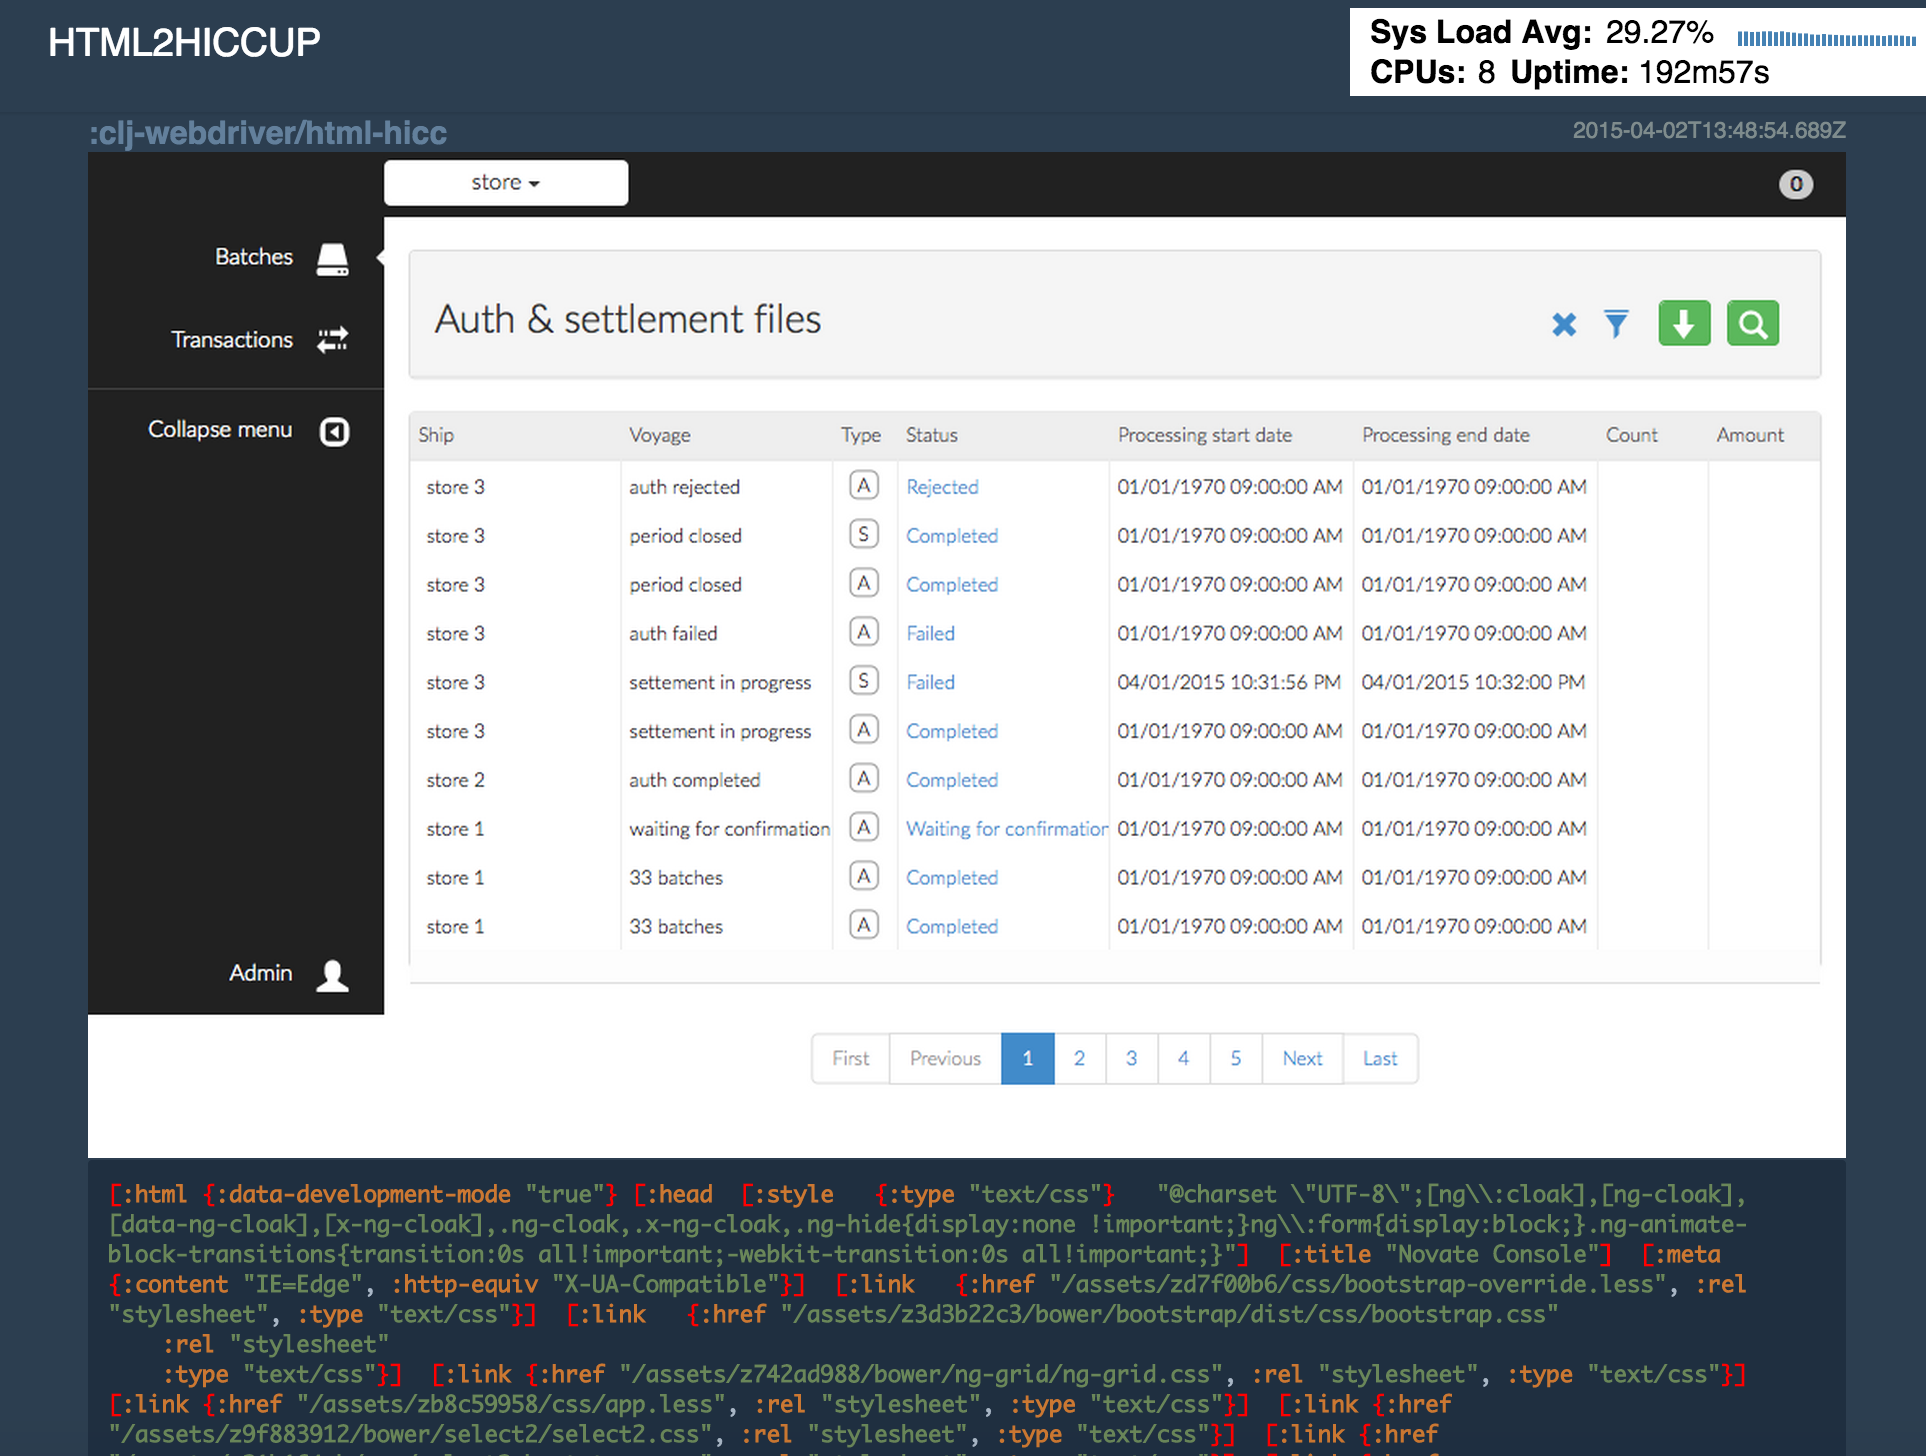 HTML2HICCUP
Sys Load Avg: 29.27%
CPUs: 8 Uptime: 192m57s
:clj-webdriver/html-hicc
2015-04-02T13:48:54.689Z
store
0
Batches
Transactions
Collapse menu
Admin
Auth & settlement files
Ship Voyage Type Status Processing start date Processing end date Count Amount
store 3 auth rejected A Rejected 01/01/1970 09:00:00 AM 01/01/1970 09:00:00 AM
store 3 period closed S Completed 01/01/1970 09:00:00 AM 01/01/1970 09:00:00 AM
store 3 period closed A Completed 01/01/1970 09:00:00 AM 01/01/1970 09:00:00 AM
store 3 auth failed A Failed 01/01/1970 09:00:00 AM 01/01/1970 09:00:00 AM
store 3 settement in progress S Failed 04/01/2015 10:31:56 PM 04/01/2015 10:32:00 PM
store 3 settement in progress A Completed 01/01/1970 09:00:00 AM 01/01/1970 09:00:00 AM
store 2 auth completed A Completed 01/01/1970 09:00:00 AM 01/01/1970 09:00:00 AM
store 1 waiting for confirmation A Waiting for confirmation 01/01/1970 09:00:00 AM 01/01/1970 09:00:00 AM
store 1 33 batches A Completed 01/01/1970 09:00:00 AM 01/01/1970 09:00:00 AM
store 1 33 batches A Completed 01/01/1970 09:00:00 AM 01/01/1970 09:00:00 AM
First Previous 1 2 3 4 5 Next Last
[:html {:data-development-mode "true"} [:head [:style {:type "text/css"} "@charset \"UTF-8\";[ng\\:cloak],[ng-cloak],
[data-ng-cloak],[x-ng-cloak],.ng-cloak,.x-ng-cloak,.ng-hide{display:none !important;}ng\\:form{display:block;}.ng-animate-
block-transitions{transition:0s all!important;-webkit-transition:0s all!important;}"] [:title "Novate Console"] [:meta
{:content "IE=Edge", :http-equiv "X-UA-Compatible"}] [:link {:href "/assets/zd7f00b6/css/bootstrap-override.less", :rel
"stylesheet", :type "text/css"}] [:link {:href "/assets/z3d3b22c3/bower/bootstrap/dist/css/bootstrap.css"
:rel "stylesheet"
:type "text/css"}] [:link {:href "/assets/z742ad988/bower/ng-grid/ng-grid.css", :rel "stylesheet", :type "text/css"}]
[:link {:href "/assets/zb8c59958/css/app.less", :rel "stylesheet", :type "text/css"}] [:link {:href
"/assets/z9f883912/bower/select2/select2.css", :rel "stylesheet", :type "text/css"}] [:link {:href